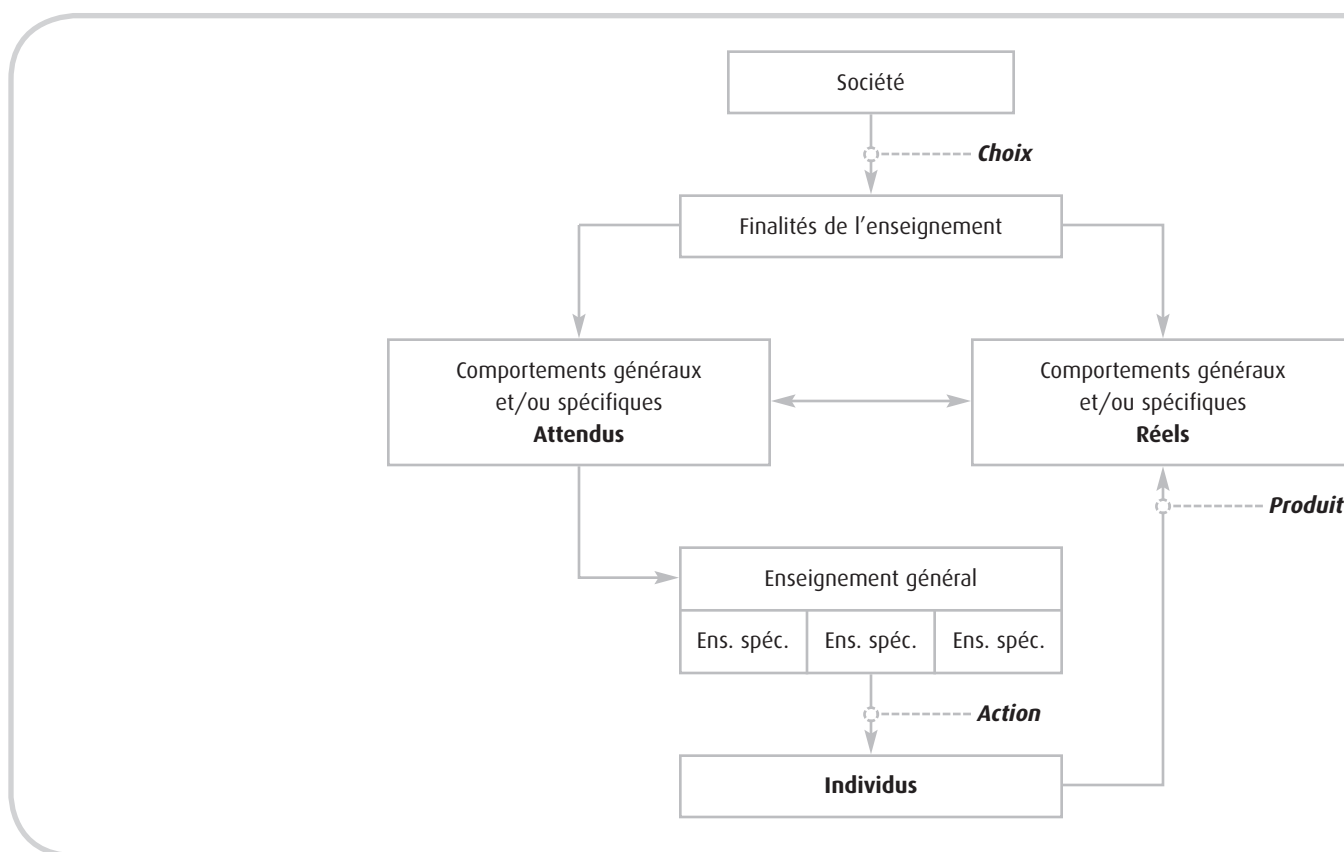 Société
Choix
Finalités de l'enseignement
Comportements généraux
et/ou spécifiques
Attendus
Comportements généraux
et/ou spécifiques
Réels
Produit
Enseignement général
Ens. spéc.
Ens. spéc.
Ens. spéc.
Action
Individus